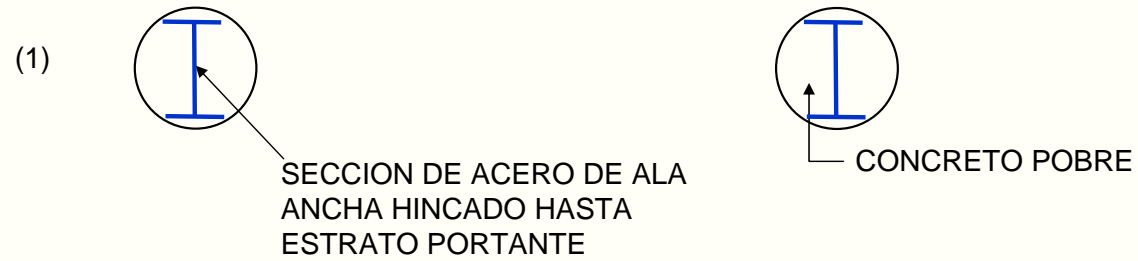 (1)
SECCION DE ACERO DE ALA
ANCHA HINCADO HASTA
ESTRATO PORTANTE
CONCRETO POBRE